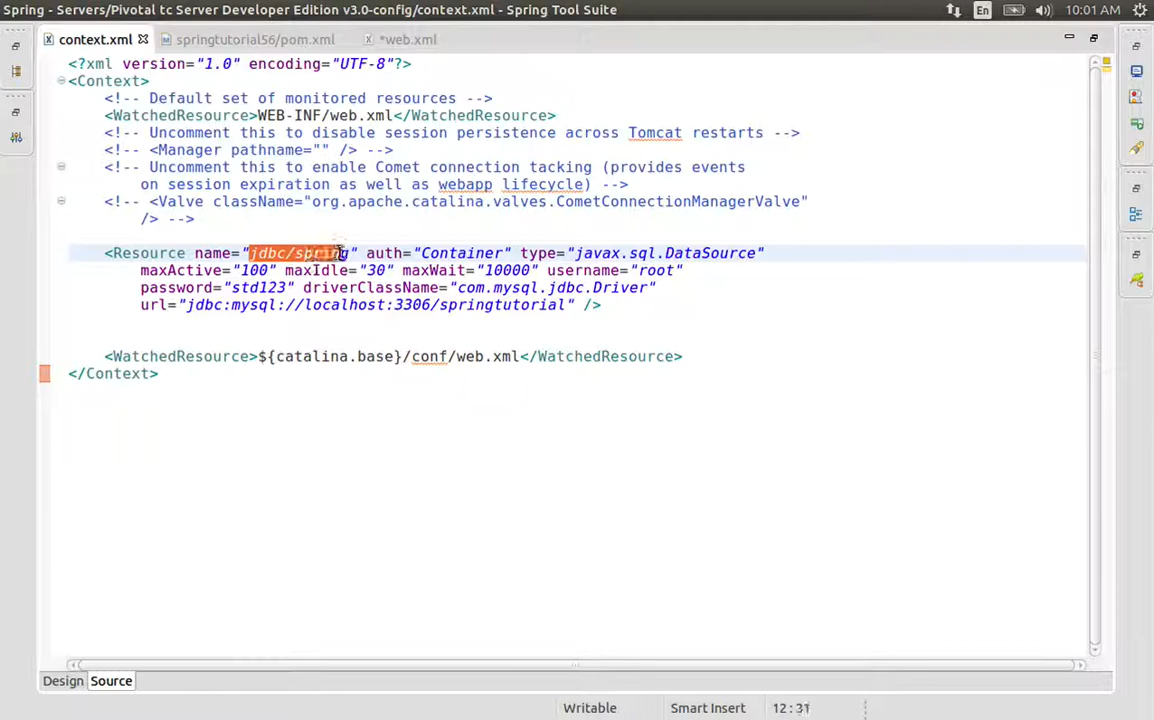 Spring - Servers/Pivotal tc Server Developer Edition v3.0-config/context.xml - Spring Tool Suite
En
10:01 AM
context.xml
springtutorial56/pom.xml
*web.xml
<?xml version="1.0" encoding="UTF-8"?>
<Context>
<!-- Default set of monitored resources -->
<WatchedResource>WEB-INF/web.xml</WatchedResource>
<!-- Uncomment this to disable session persistence across Tomcat restarts -->
<!-- <Manager pathname="" /> -->
<!-- Uncomment this to enable Comet connection tacking (provides events
on session expiration as well as webapp lifecycle) -->
<!-- <Valve className="org.apache.catalina.valves.CometConnectionManagerValve"
/> -->
<Resource name="jdbc/spring" auth="Container" type="javax.sql.DataSource"
maxActive="100" maxIdle="30" maxWait="10000" username="root"
password="std123" driverClassName="com.mysql.jdbc.Driver"
url="jdbc:mysql://localhost:3306/springtutorial" />
<WatchedResource>${catalina.base}/conf/web.xml</WatchedResource>
</Context>
Design
Source
Writable
Smart Insert
12 : 31